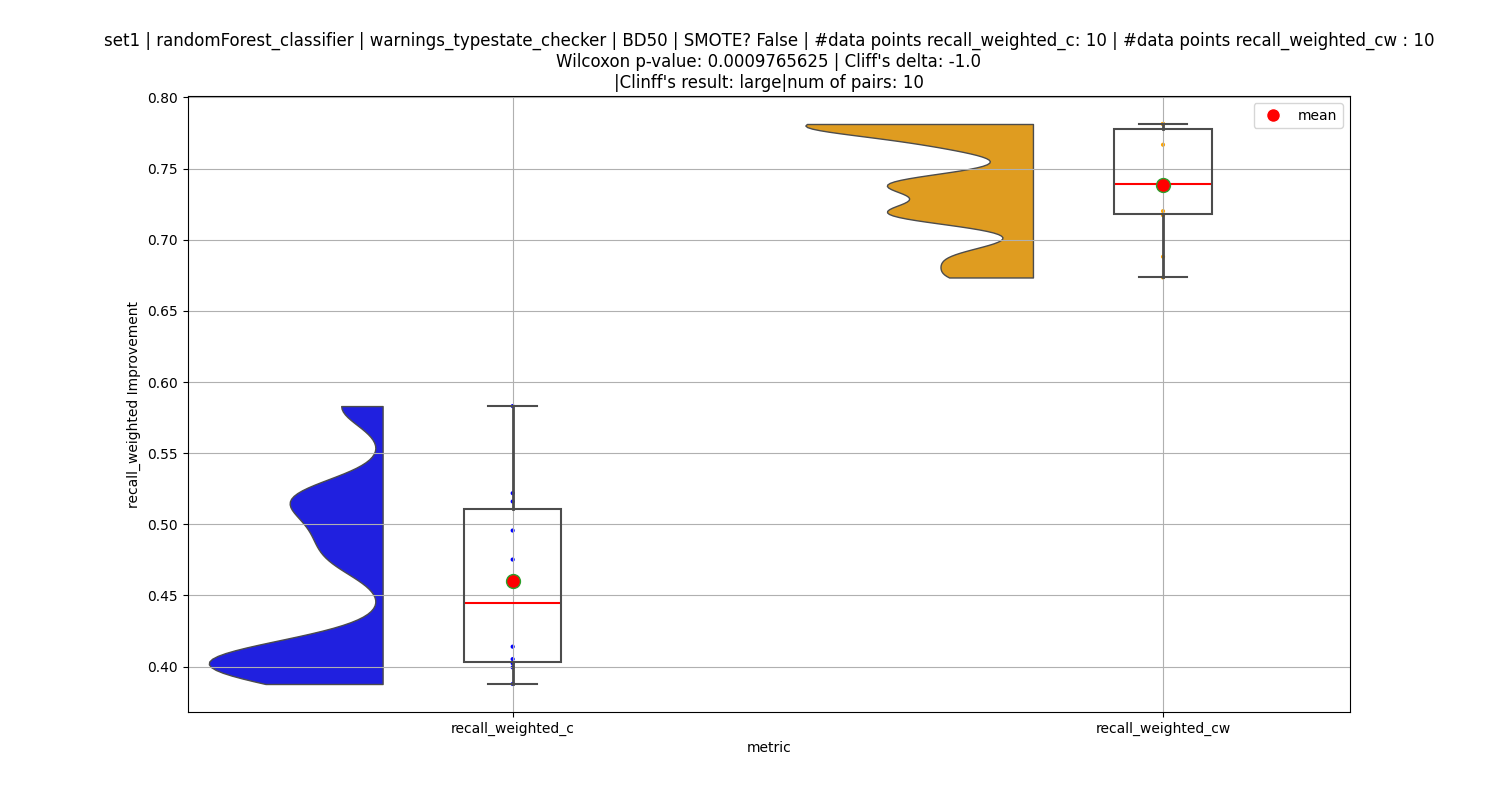 set1 | randomForest_classifier | warnings_typestate_checker | BD50 | SMOTE? False | #data points recall_weighted_c: 10 | #data points recall_weighted_cw : 10
Wilcoxon p-value: 0.0009765625 | Cliff's delta: -1.0
|Clinff's result: large|num of pairs: 10
mean
0.80
0.75
0.70
0.65
0.60
0.55
0.50
0.45
0.40
recall_weighted Improvement
recall_weighted_c
recall_weighted_cw
metric